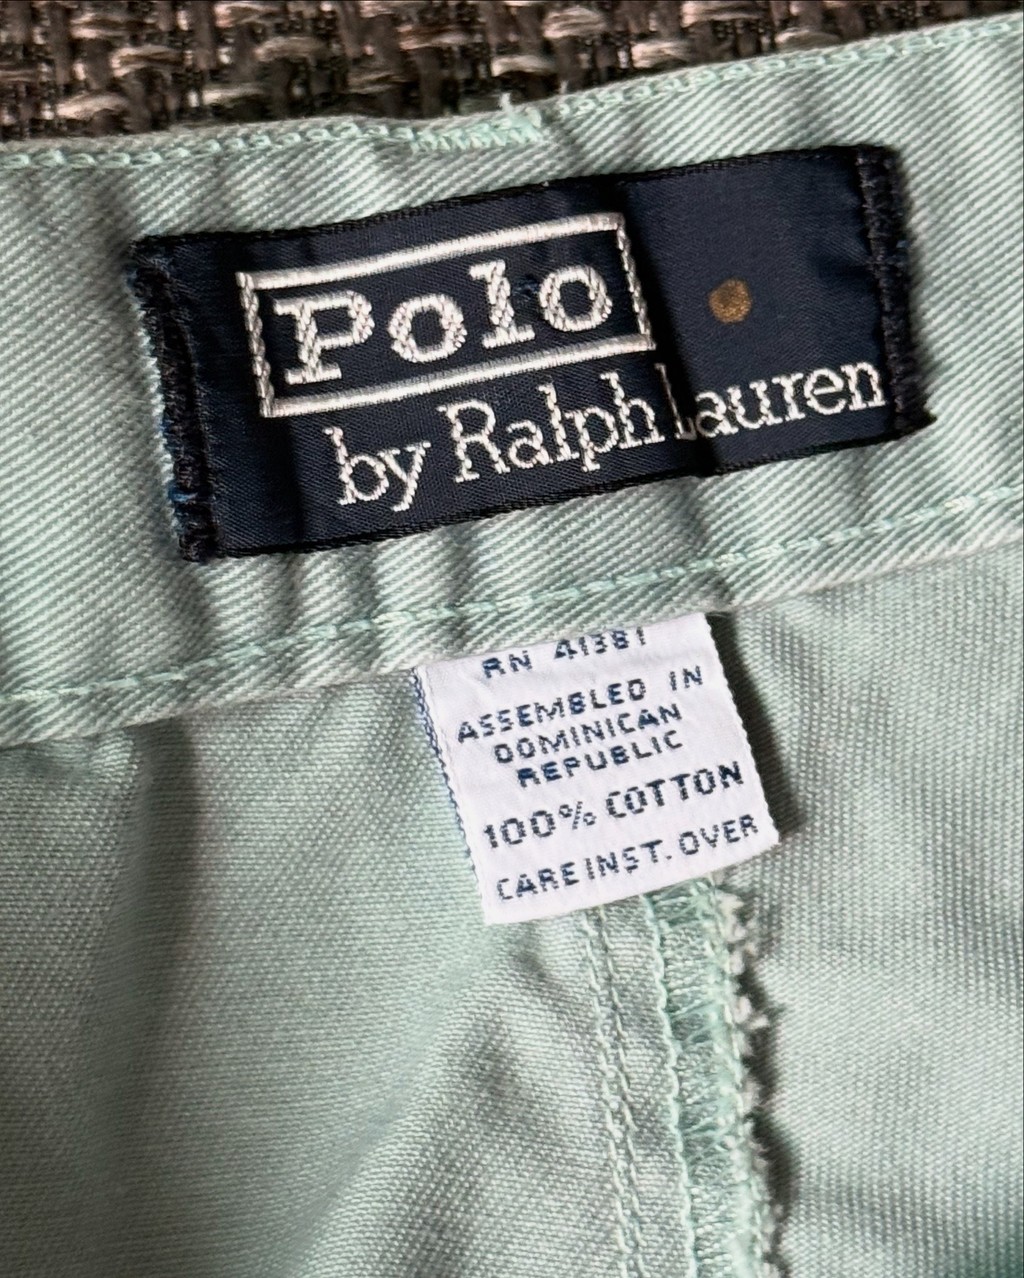 Polo
by Ralph Lauren
RN 41381
ASSEMBLED IN
DOMINICAN
REPUBLIC
100% COTTON
CARE INST. OVER